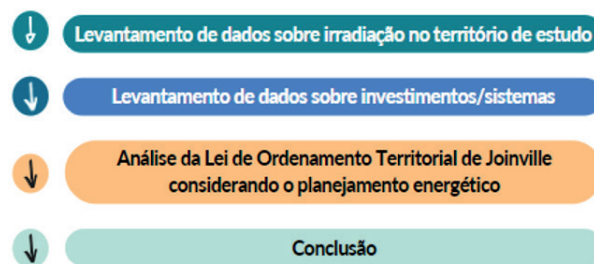 Levantamento de dados sobre irradiação no território de estudo
Levantamento de dados sobre investimentos/sistemas
Análise da Lei de Ordenamento Territorial de Joinville
considerando o planejamento energético
Conclusão